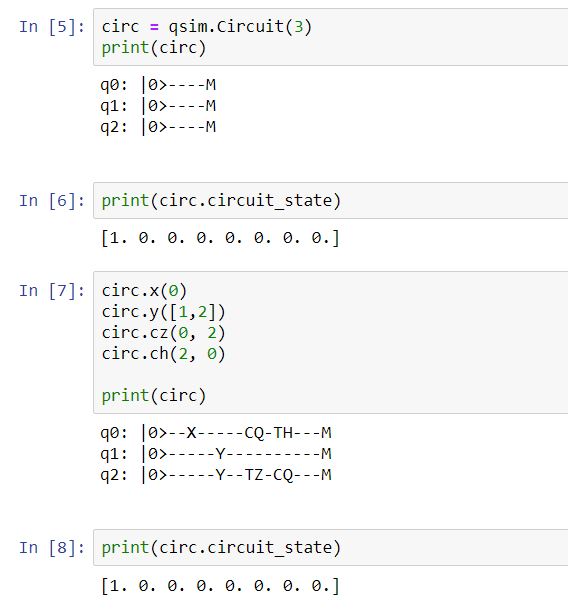 In [5]: circ = qsim.Circuit(3)
print(circ)
q0: |0>----M
q1: |0>----M
q2: |0>----M
In [6]: print(circ.circuit_state)
[1. 0. 0. 0. 0. 0. 0. 0.]
In [7]: circ.x(0)
circ.y([1,2])
circ.cz(0, 2)
circ.ch(2, 0)
print(circ)
q0: |0>--X-----CQ-TH---M
q1: |0>-----Y----------M
q2: |0>-----Y--TZ-CQ---M
In [8]: print(circ.circuit_state)
[1. 0. 0. 0. 0. 0. 0. 0.]